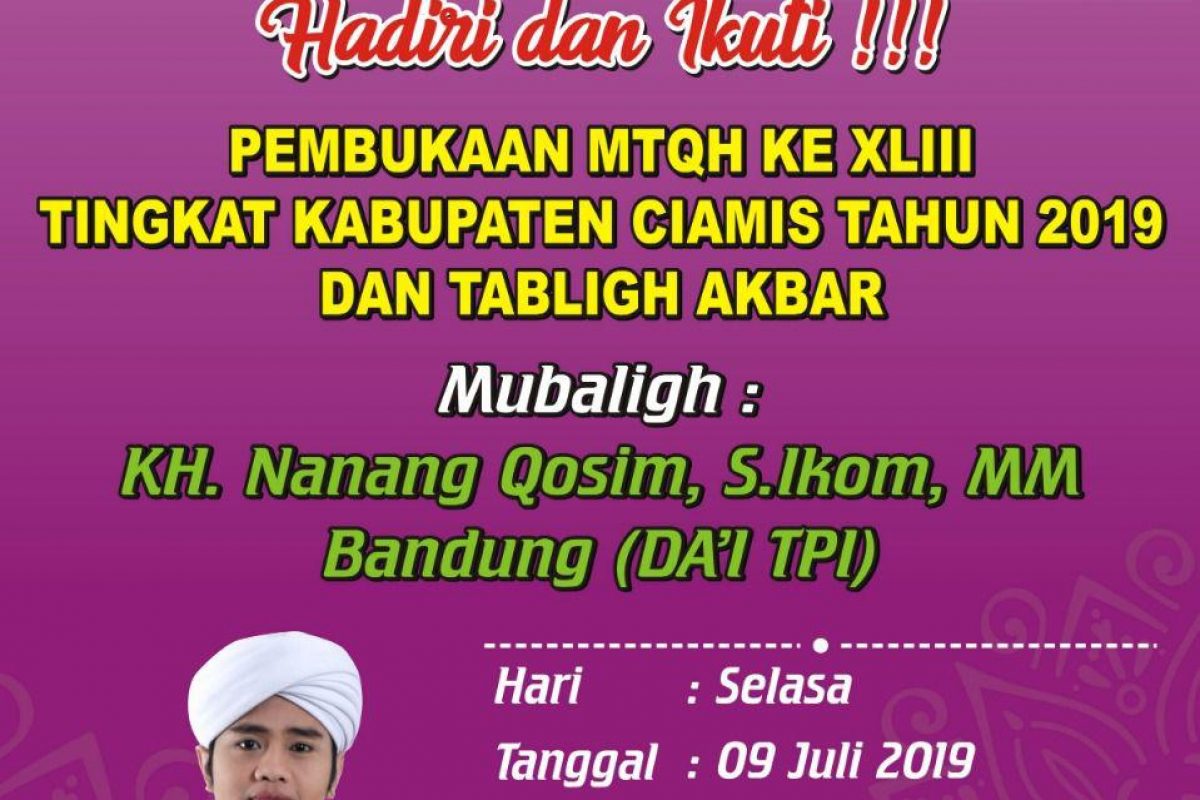 Hadiri dan Ikuti !!!
PEMBUKAAN MTQH KE XLIII
TINGKAT KABUPATEN CIAMIS TAHUN 2019
DAN TABLIGH AKBAR
Mubaligh :
KH. Nanang Qosim, S.Ikom, MM
Bandung (DA'I TPI)
Hari : Selasa
Tanggal : 09 Juli 2019